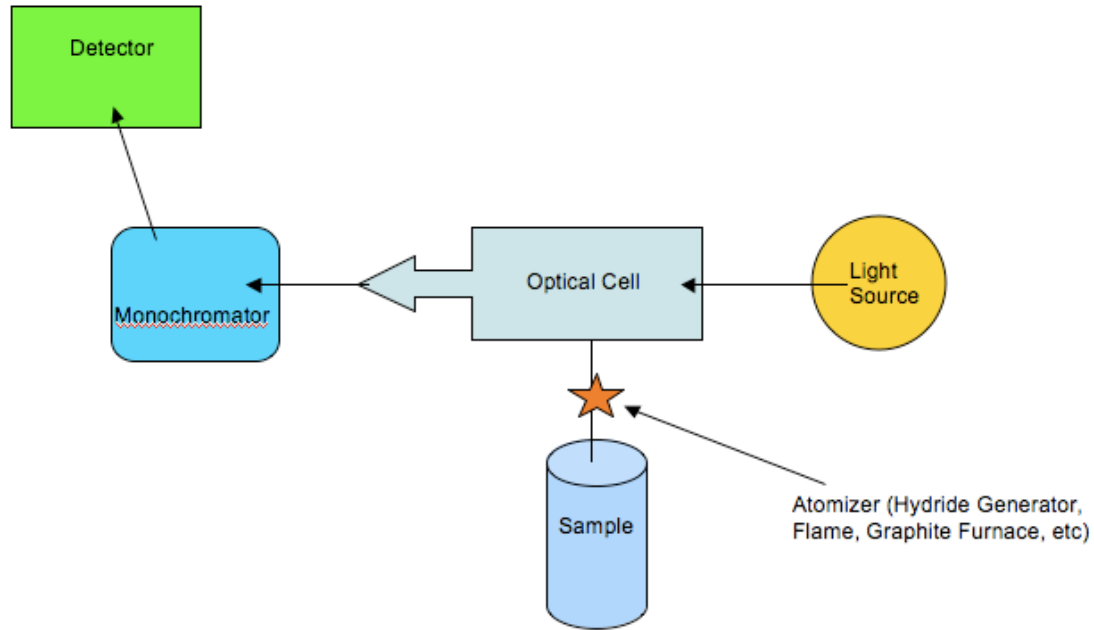 Detector
Optical Cell
Light
Source
Monochromator
Atomizer (Hydride Generator,
Flame, Graphite Furnace, etc)
Sample